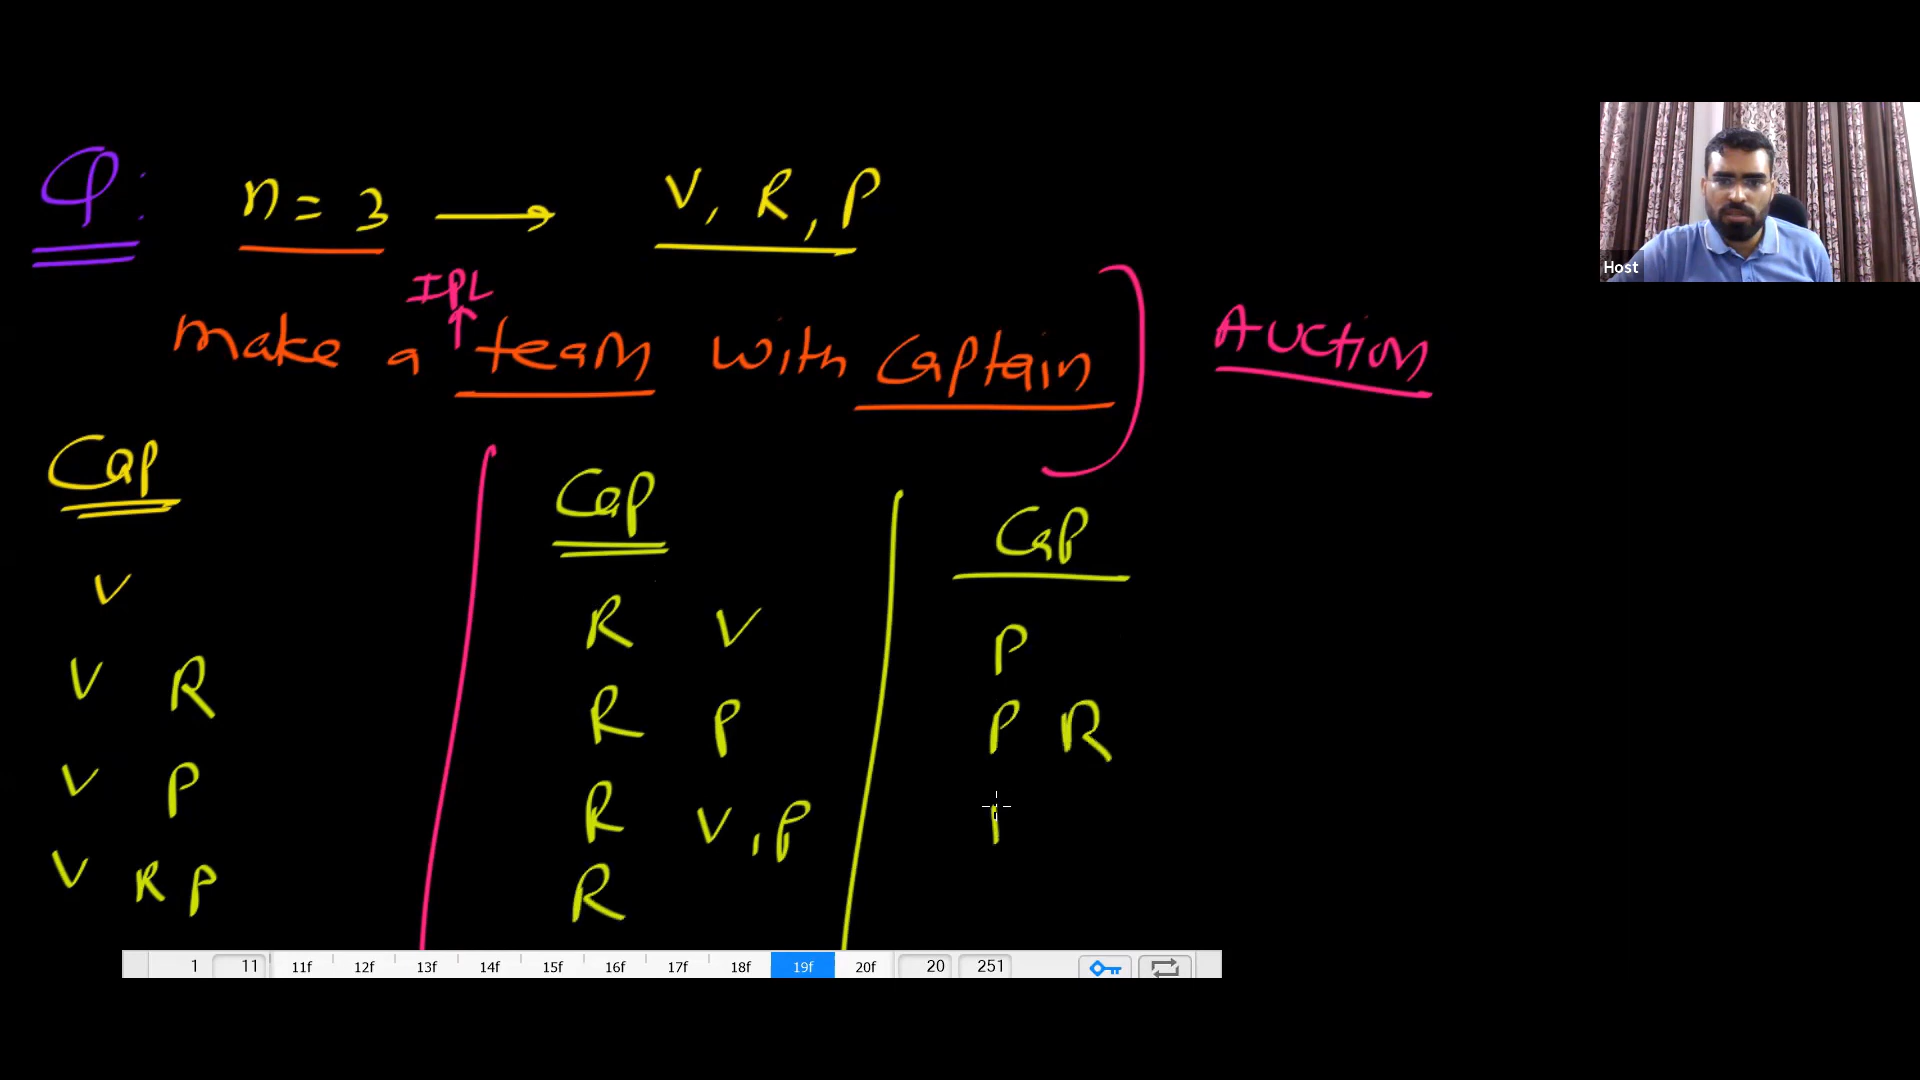 Q: n = 3 → V, R, P
IPL
make a team with Captain
Auction
Cap
V
V R
V P
V R P
Cap
R V
R P
R V, P
R
Cap
P
P R
Host
1 11 11f 12f 13f 14f 15f 16f 17f 18f 19f 20f 20 251